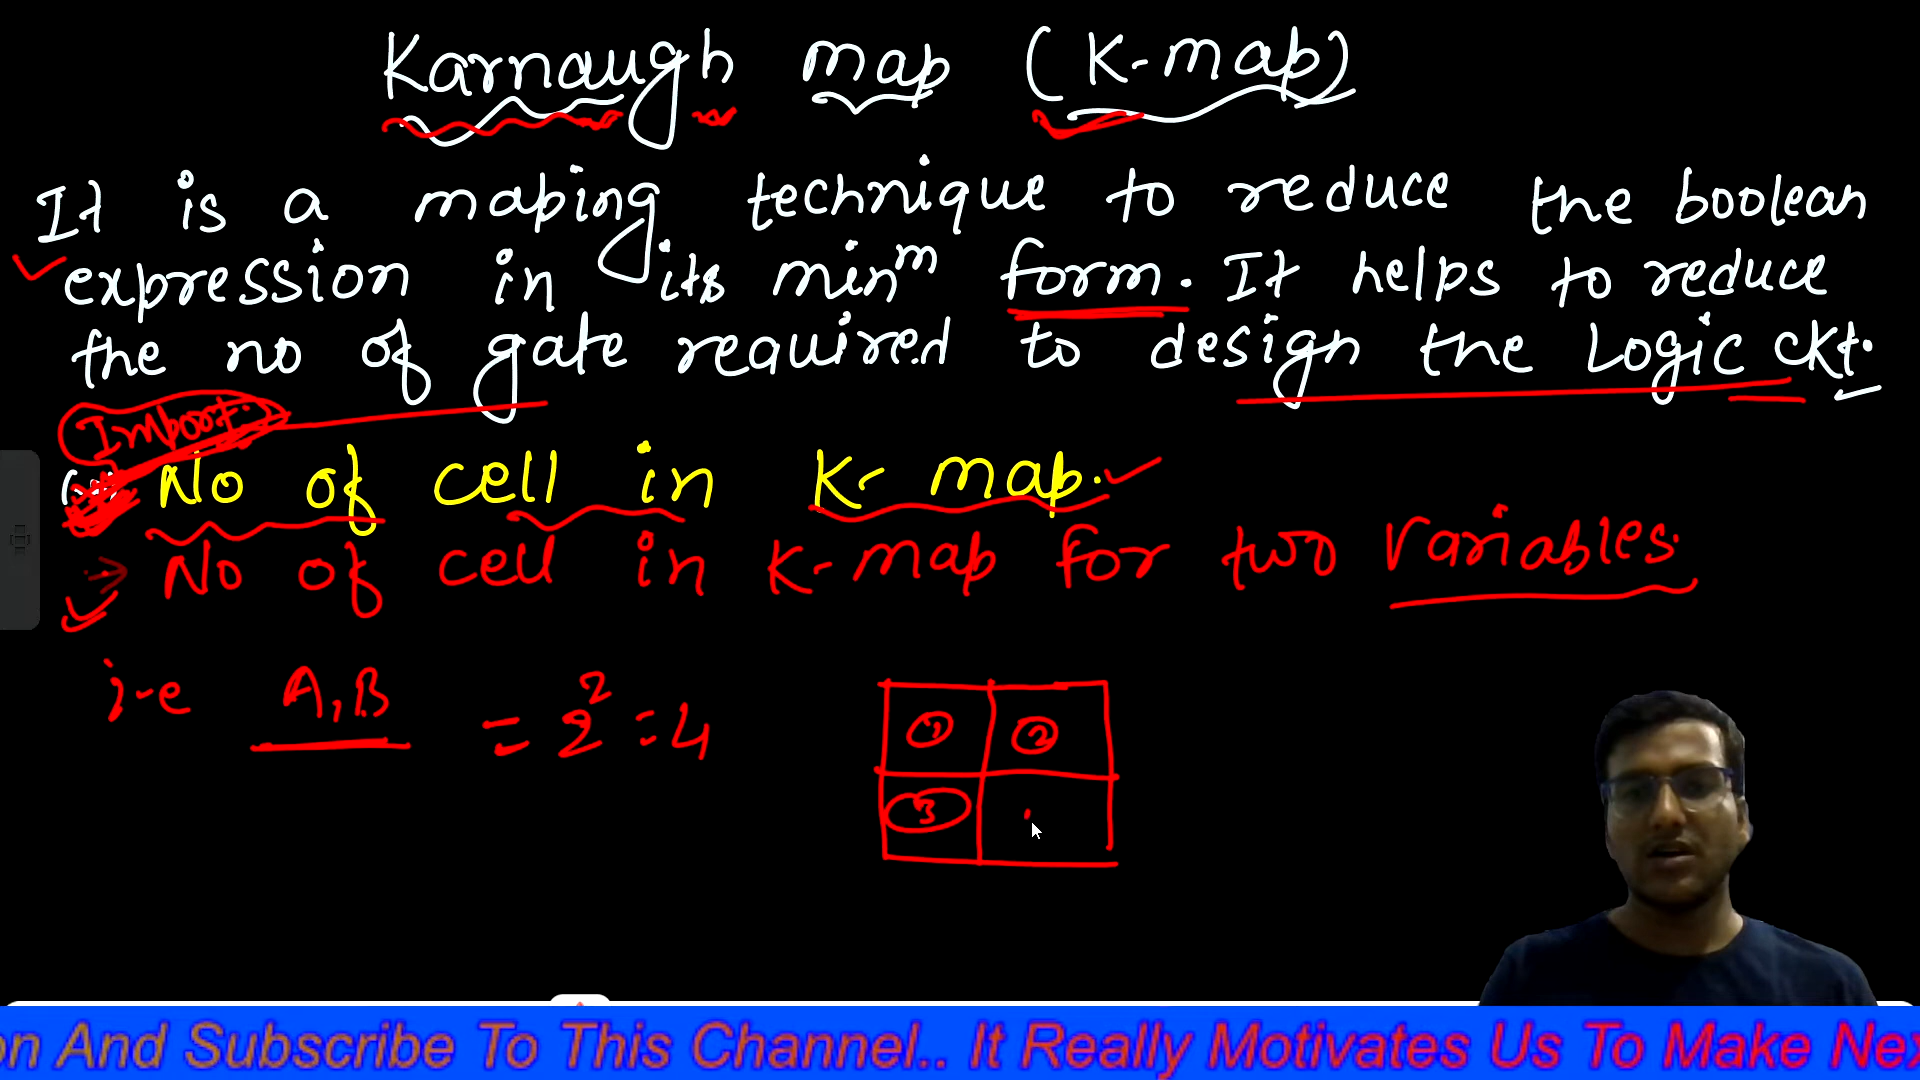 Karnaugh map (K-map)
It is a maping technique to reduce the boolean
expression in its minᵐ form. It helps to reduce
the no of gate required to design the Logic ckt.
Import.
No of cell in K- map.
→ No of cell in K-map for two variables.
i-e A,B = 2² = 4
① ②
③
on And Subscribe To This Channel.. It Really Motivates Us To Make Nex